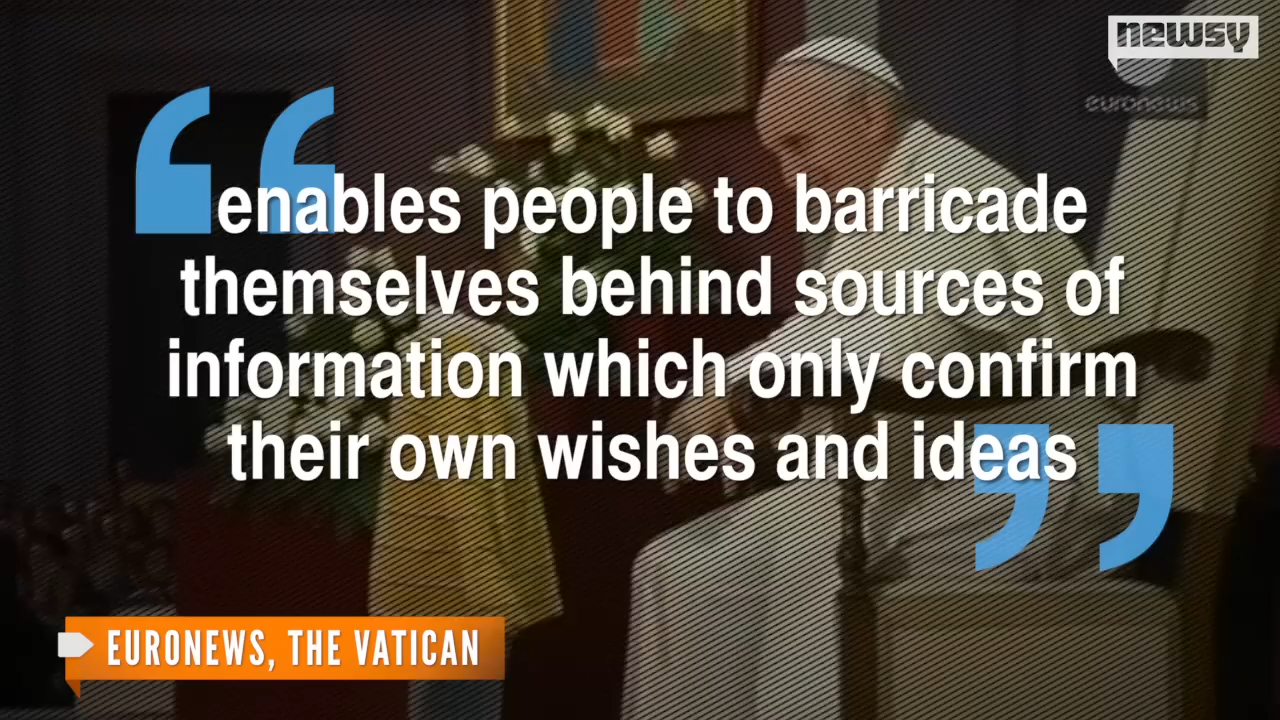 newsy
euronews
enables people to barricade
themselves behind sources of
information which only confirm
their own wishes and ideas
EURONEWS, THE VATICAN